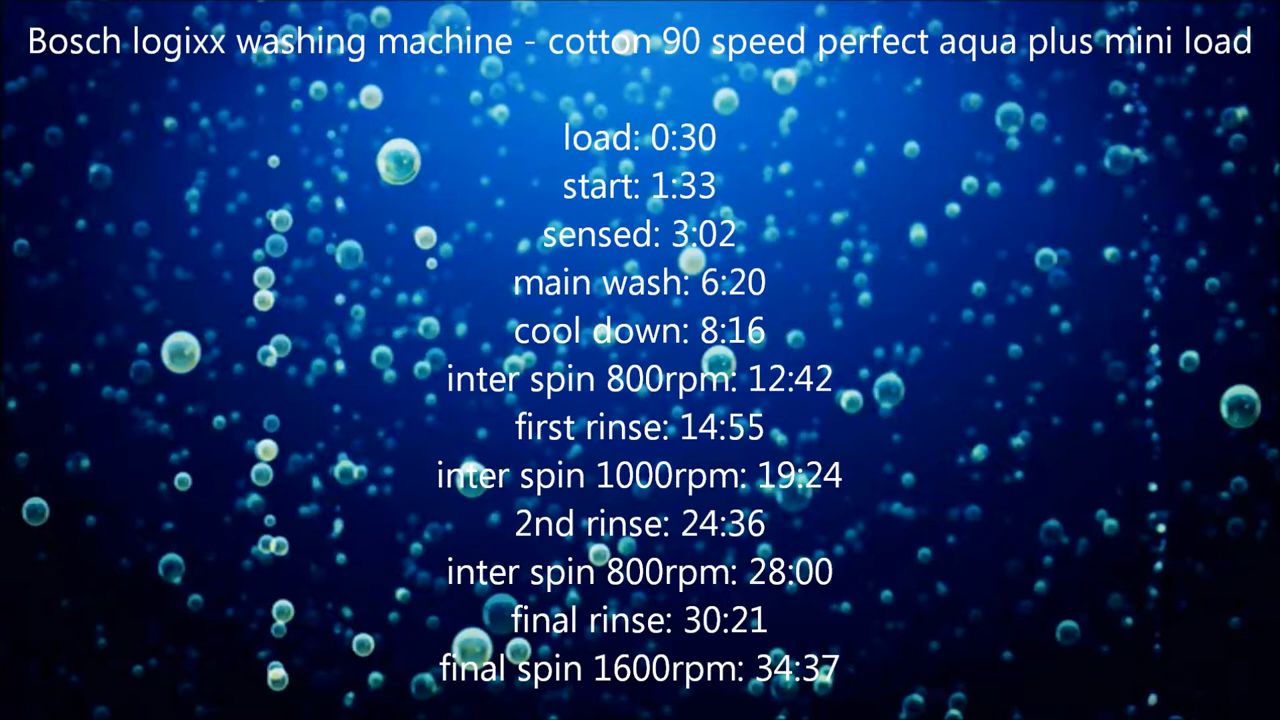 Bosch logixx washing machine - cotton 90 speed perfect aqua plus mini load
load: 0:30
start: 1:33
sensed: 3:02
main wash: 6:20
cool down: 8:16
inter spin 800rpm: 12:42
first rinse: 14:55
inter spin 1000rpm: 19:24
2nd rinse: 24:36
inter spin 800rpm: 28:00
final rinse: 30:21
final spin 1600rpm: 34:37